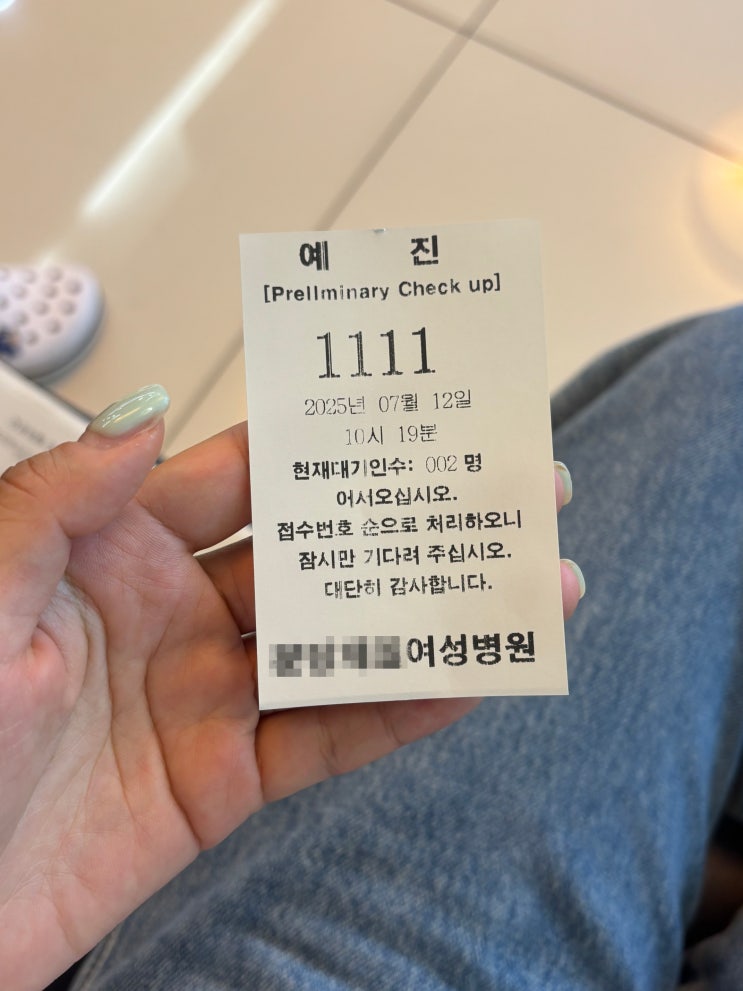 예 진
[Prellminary Check up]
1111
2025년 07월 12일
10시 19분
현재대기인수: 002 명
어서오십시오.
접수번호 순으로 처리하오니
잠시만 기다려 주십시오.
대단히 감사합니다.
여성병원